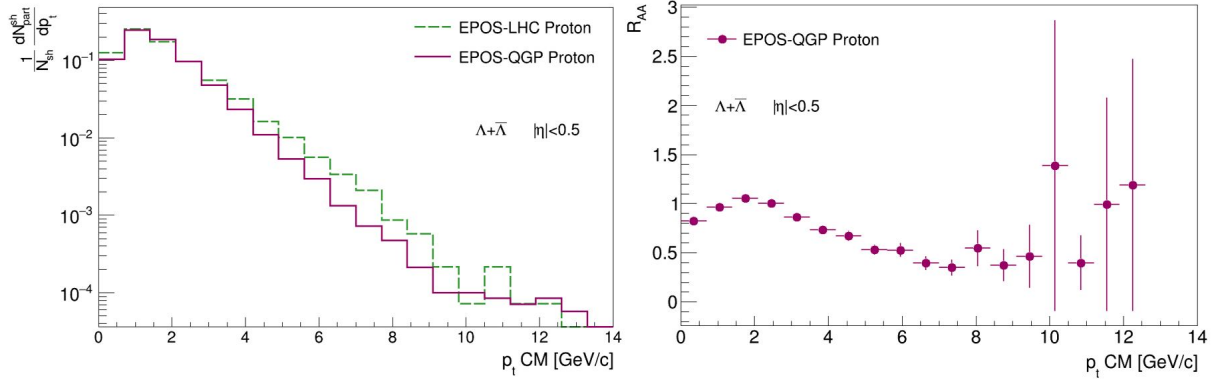 1/N_sh dN^sh_part/dp_t
EPOS-LHC Proton
EPOS-QGP Proton
Λ+Λ̅ |η|<0.5
10⁻¹
10⁻²
10⁻³
10⁻⁴
0 2 4 6 8 10 12 14
p_t CM [GeV/c]
R_AA
EPOS-QGP Proton
Λ+Λ̅ |η|<0.5
3
2.5
2
1.5
1
0.5
0
0 2 4 6 8 10 12 14
p_t CM [GeV/c]